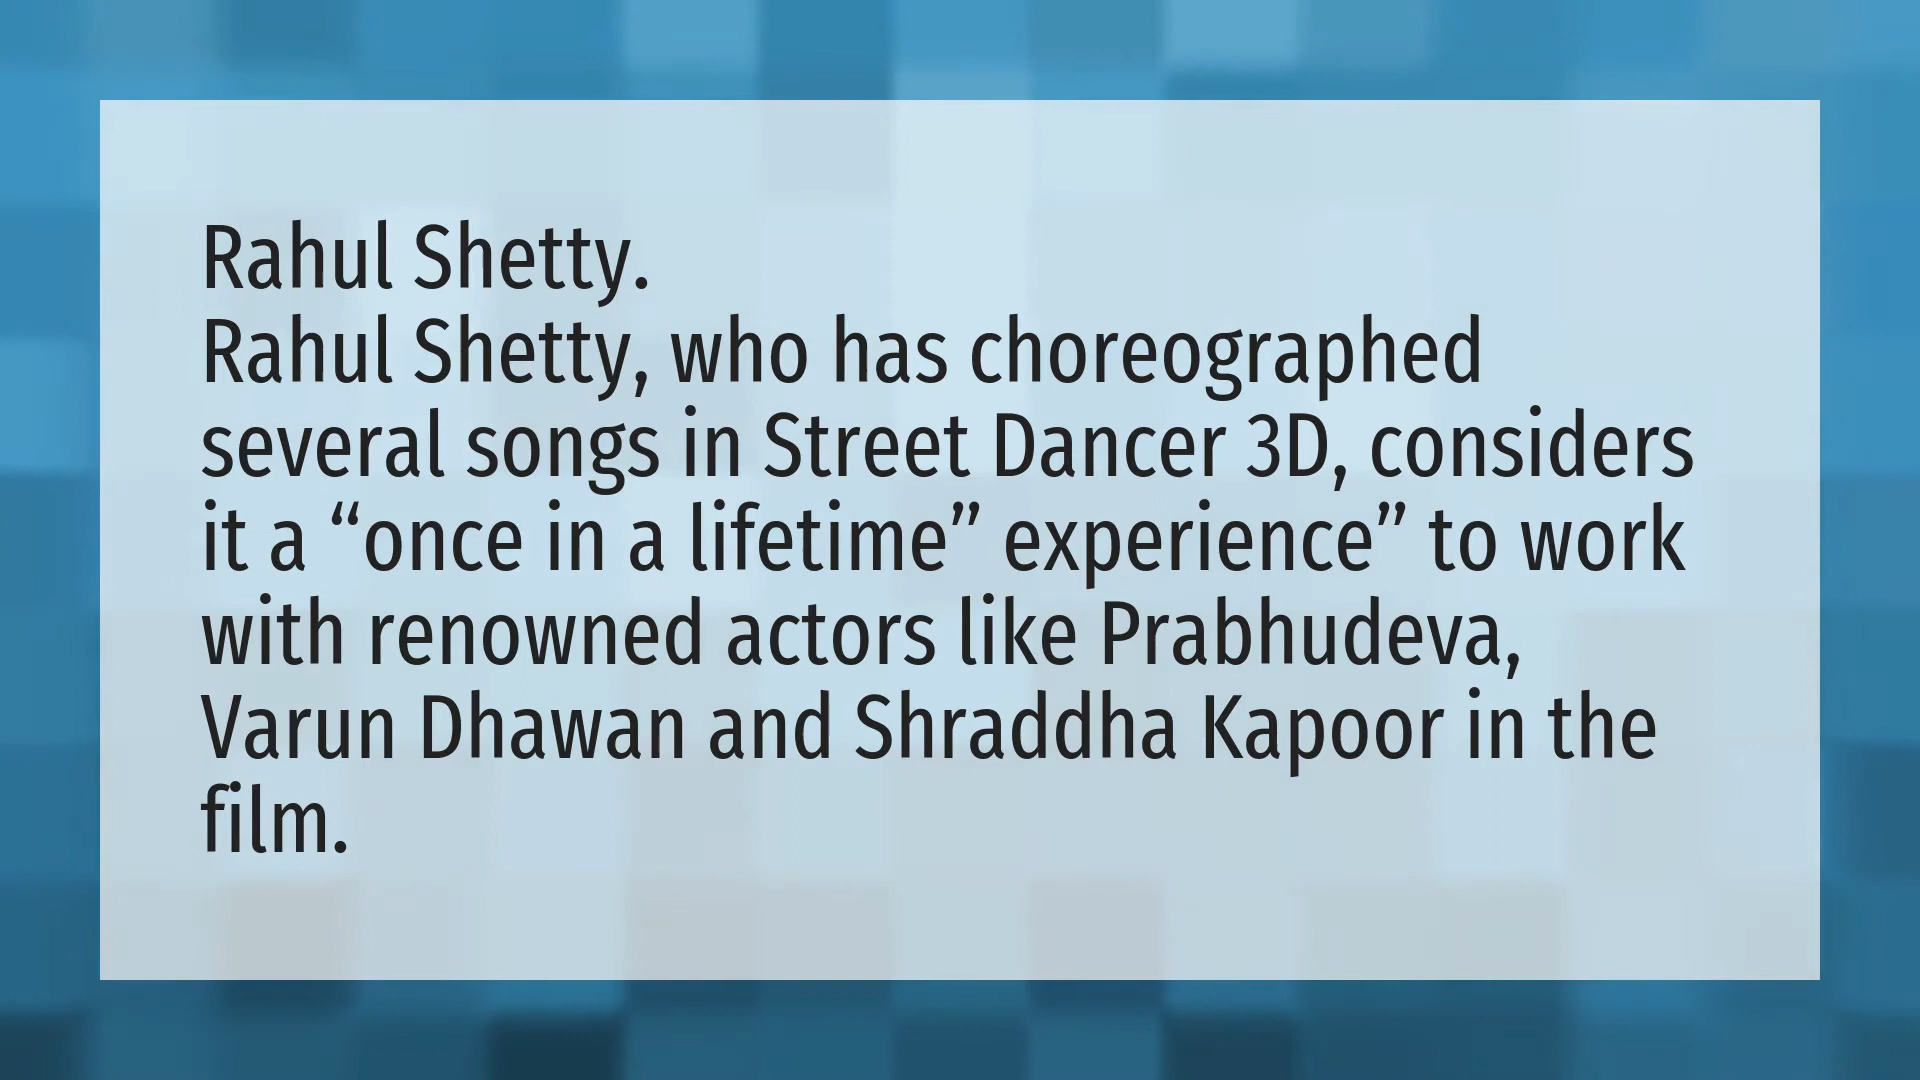 Rahul Shetty.
Rahul Shetty, who has choreographed
several songs in Street Dancer 3D, considers
it a “once in a lifetime” experience” to work
with renowned actors like Prabhudeva,
Varun Dhawan and Shraddha Kapoor in the
film.